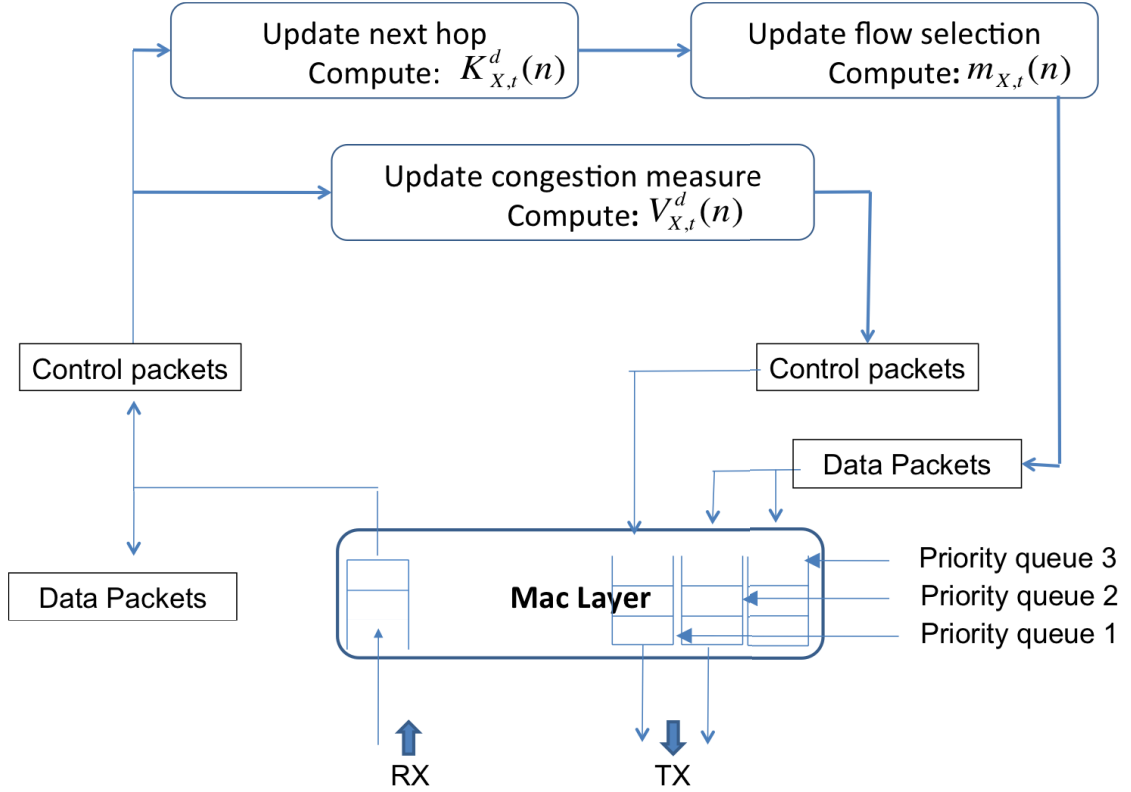 Update next hop
Compute: K^d_{X,t}(n)
Update flow selection
Compute: m_{X,t}(n)
Update congestion measure
Compute: V^d_{X,t}(n)
Control packets
Control packets
Data Packets
Data Packets
Mac Layer
Priority queue 3
Priority queue 2
Priority queue 1
RX
TX